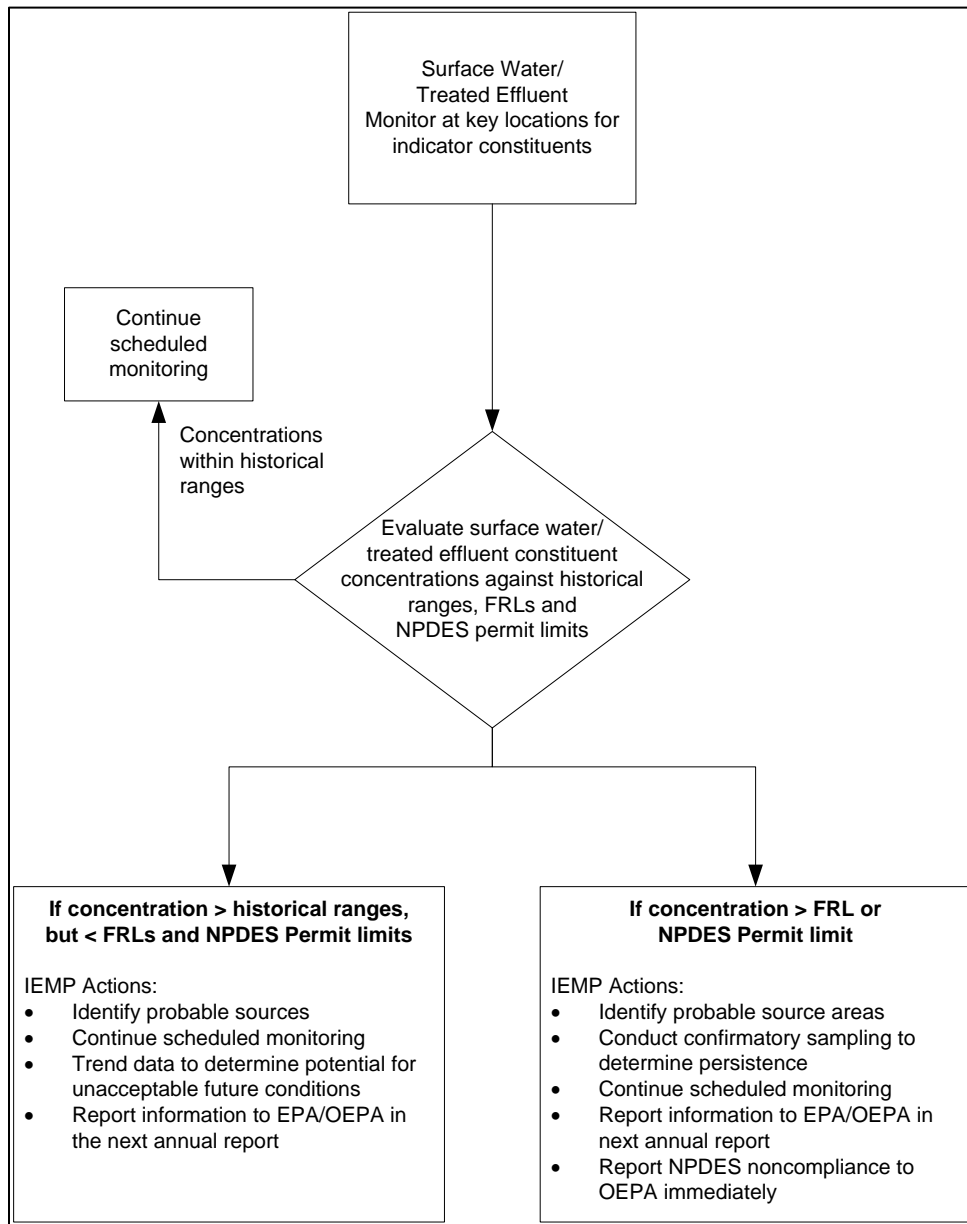 Surface Water/
Treated Effluent
Monitor at key locations for
indicator constituents
Continue
scheduled
monitoring
Concentrations
within historical
ranges
Evaluate surface water/
treated effluent constituent
concentrations against historical
ranges, FRLs and
NPDES permit limits
If concentration > historical ranges,
but < FRLs and NPDES Permit limits
IEMP Actions:
• Identify probable sources
• Continue scheduled monitoring
• Trend data to determine potential for
unacceptable future conditions
• Report information to EPA/OEPA in
the next annual report
If concentration > FRL or
NPDES Permit limit
IEMP Actions:
• Identify probable source areas
• Conduct confirmatory sampling to
determine persistence
• Continue scheduled monitoring
• Report information to EPA/OEPA in
next annual report
• Report NPDES noncompliance to
OEPA immediately